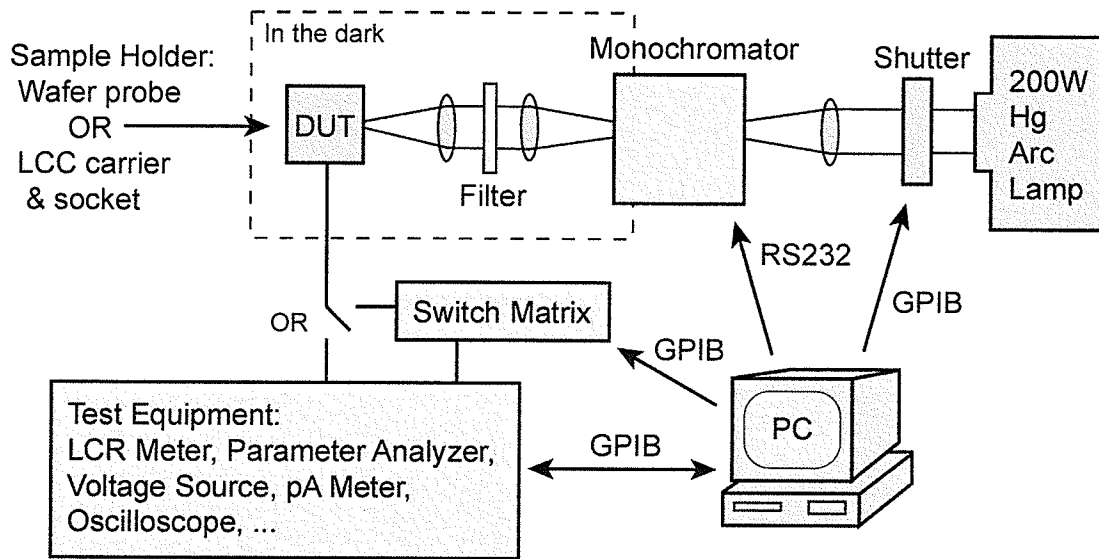 In the dark
Sample Holder:
Wafer probe
OR
LCC carrier
& socket
DUT
Filter
Monochromator
Shutter
200W
Hg
Arc
Lamp
RS232
GPIB
OR
Switch Matrix
GPIB
PC
GPIB
Test Equipment:
LCR Meter, Parameter Analyzer,
Voltage Source, pA Meter,
Oscilloscope, ...